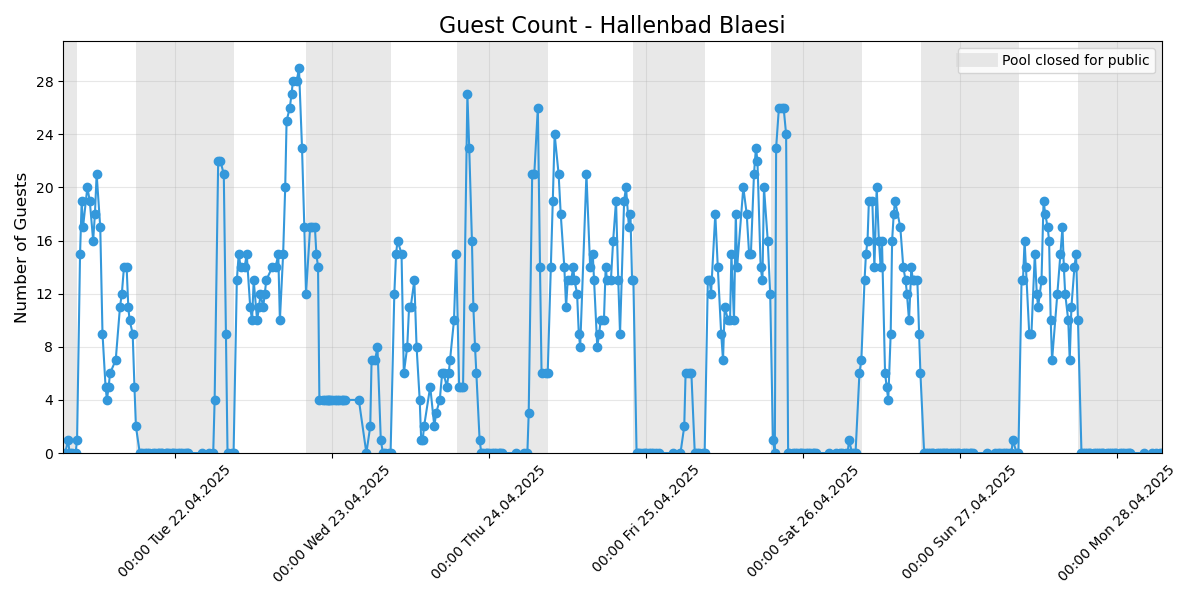 Guest Count - Hallenbad Blaesi
Pool closed for public
Number of Guests
28
24
20
16
12
8
4
0
00:00 Tue 22.04.2025
00:00 Wed 23.04.2025
00:00 Thu 24.04.2025
00:00 Fri 25.04.2025
00:00 Sat 26.04.2025
00:00 Sun 27.04.2025
00:00 Mon 28.04.2025